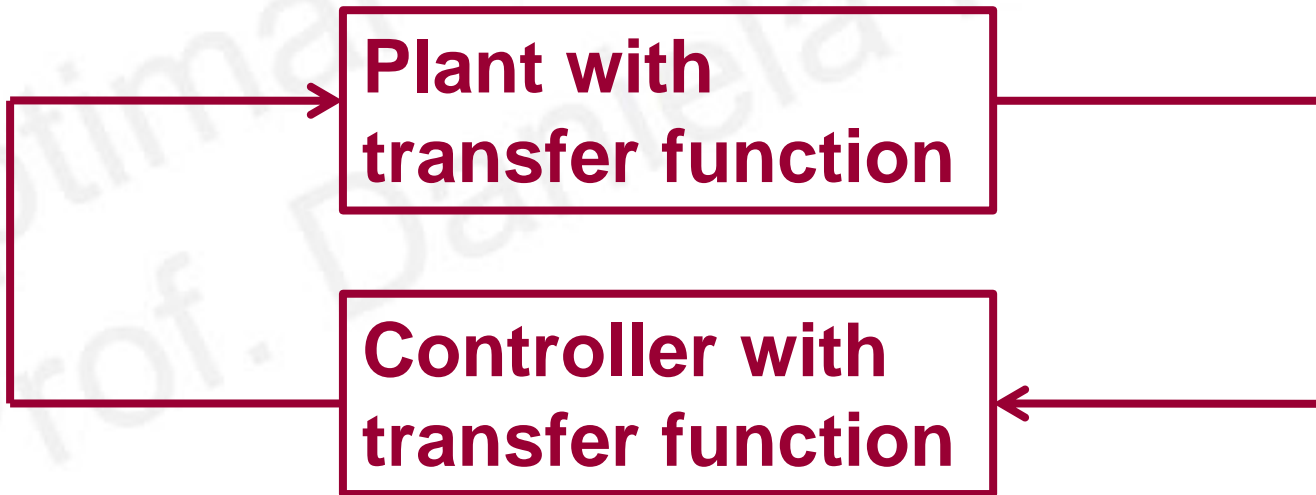 Plant with
transfer function
Controller with
transfer function